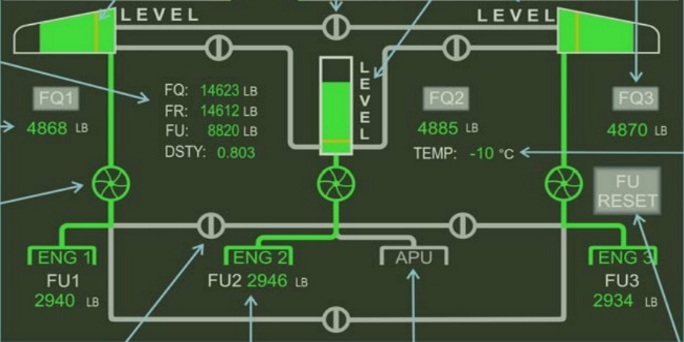 LEVEL
LEVEL
LEVEL
FQ: 14623 LB
FR: 14612 LB
FU: 8820 LB
DSTY: 0.803
FQ1
4868 LB
FQ2
4885 LB
FQ3
4870 LB
TEMP: -10 °C
FU
RESET
ENG 1
FU1
2940 LB
ENG 2
FU2 2946 LB
APU
ENG 3
FU3
2934 LB